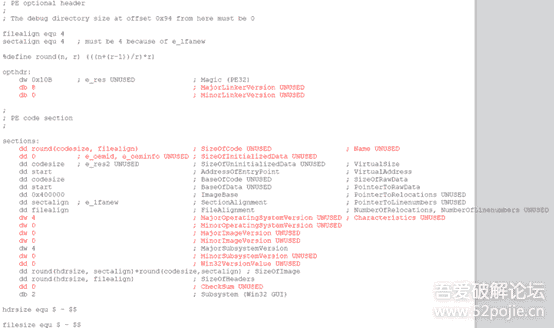 ; PE optional header
;
; The debug directory size at offset 0x94 from here must be 0
filealign equ 4
sectalign equ 4 ; must be 4 because of e_lfanew
%define round(n, r) (((n+(r-1))/r)*r)
opthdr:
dw 0x10B ; e_res UNUSED ; Magic (PE32)
db 8 ; MajorLinkerVersion UNUSED
db 0 ; MinorLinkerVersion UNUSED
;
; PE code section
;
sections:
dd round(codesize, filealign) ; SizeOfCode UNUSED ; Name UNUSED
dd 0 ; e_oemid, e_oeminfo UNUSED ; SizeOfInitializedData UNUSED
dd codesize ; e_res2 UNUSED ; SizeOfUninitializedData UNUSED ; VirtualSize
dd start ; AddressOfEntryPoint ; VirtualAddress
dd codesize ; BaseOfCode UNUSED ; SizeOfRawData
dd start ; BaseOfData UNUSED ; PointerToRawData
dd 0x400000 ; ImageBase ; PointerToRelocations UNUSED
dd sectalign ; e_lfanew ; SectionAlignment ; PointerToLinenumbers UNUSED
dd filealign ; FileAlignment ; NumberOfRelocations, NumberOfLinenumbers UNUSED
dw 4 ; MajorOperatingSystemVersion UNUSED ; Characteristics UNUSED
dw 0 ; MinorOperatingSystemVersion UNUSED
dw 0 ; MajorImageVersion UNUSED
dw 0 ; MinorImageVersion UNUSED
dw 4 ; MajorSubsystemVersion
dw 0 ; MinorSubsystemVersion UNUSED
dd 0 ; Win32VersionValue UNUSED
dd round(hdrsize, sectalign)+round(codesize,sectalign) ; SizeOfImage
dd round(hdrsize, filealign) ; SizeOfHeaders
dd 0 ; CheckSum UNUSED
db 2 ; Subsystem (Win32 GUI)
hdrsize equ $ - $$
filesize equ $ - $$
吾爱破解论坛
www.52pojie.cn